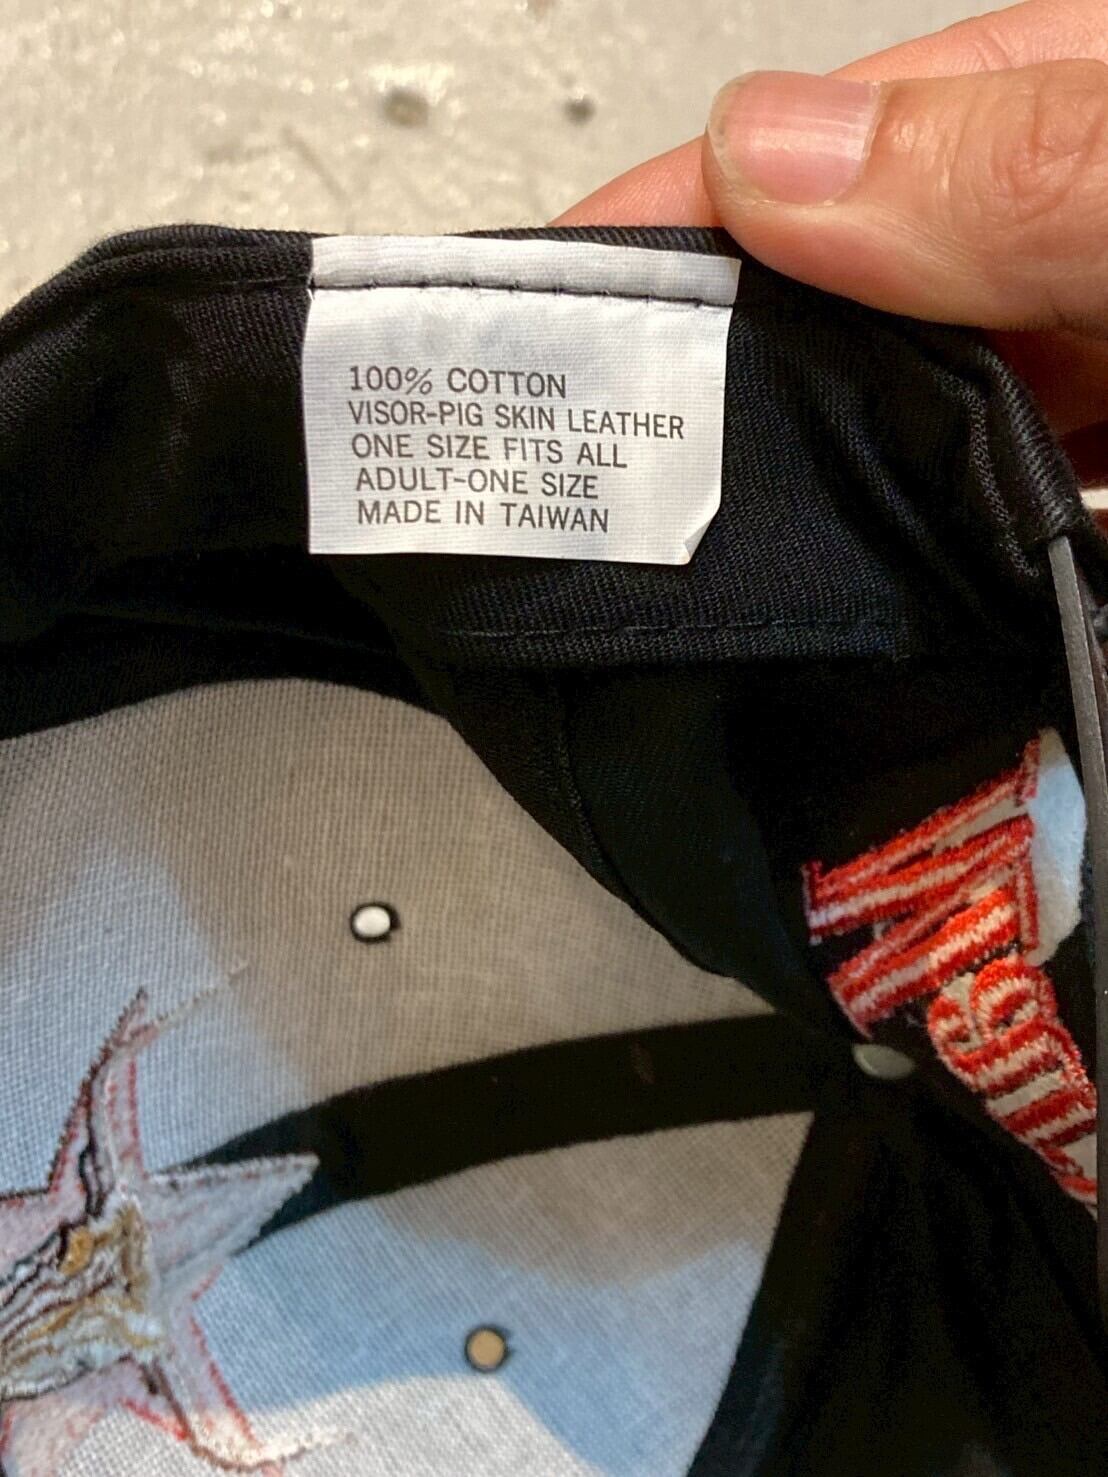 100% COTTON
VISOR-PIG SKIN LEATHER
ONE SIZE FITS ALL
ADULT-ONE SIZE
MADE IN TAIWAN